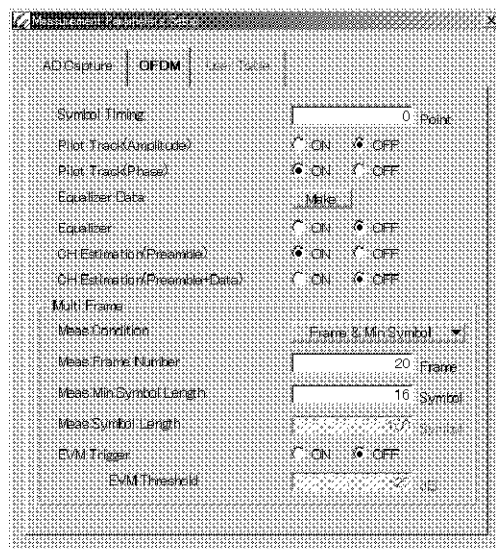 Measurement Parameters Setup
x
AD Capture OFDM User Table
Symbol Timing 0 Point
Pilot Track(Amplitude) ON OFF
Pilot Track(Phase) ON OFF
Equalizer Data Make
Equalizer ON OFF
CH Estimation(Preamble) ON OFF
CH Estimation(Preamble+Data) ON OFF
Multi Frame
Meas Condition Frame & Min Symbol
Meas Frame Number 20 Frame
Meas Min Symbol Length 16 Symbol
Meas Symbol Length Symbol
EVM Trigger ON OFF
EVM Threshold dB